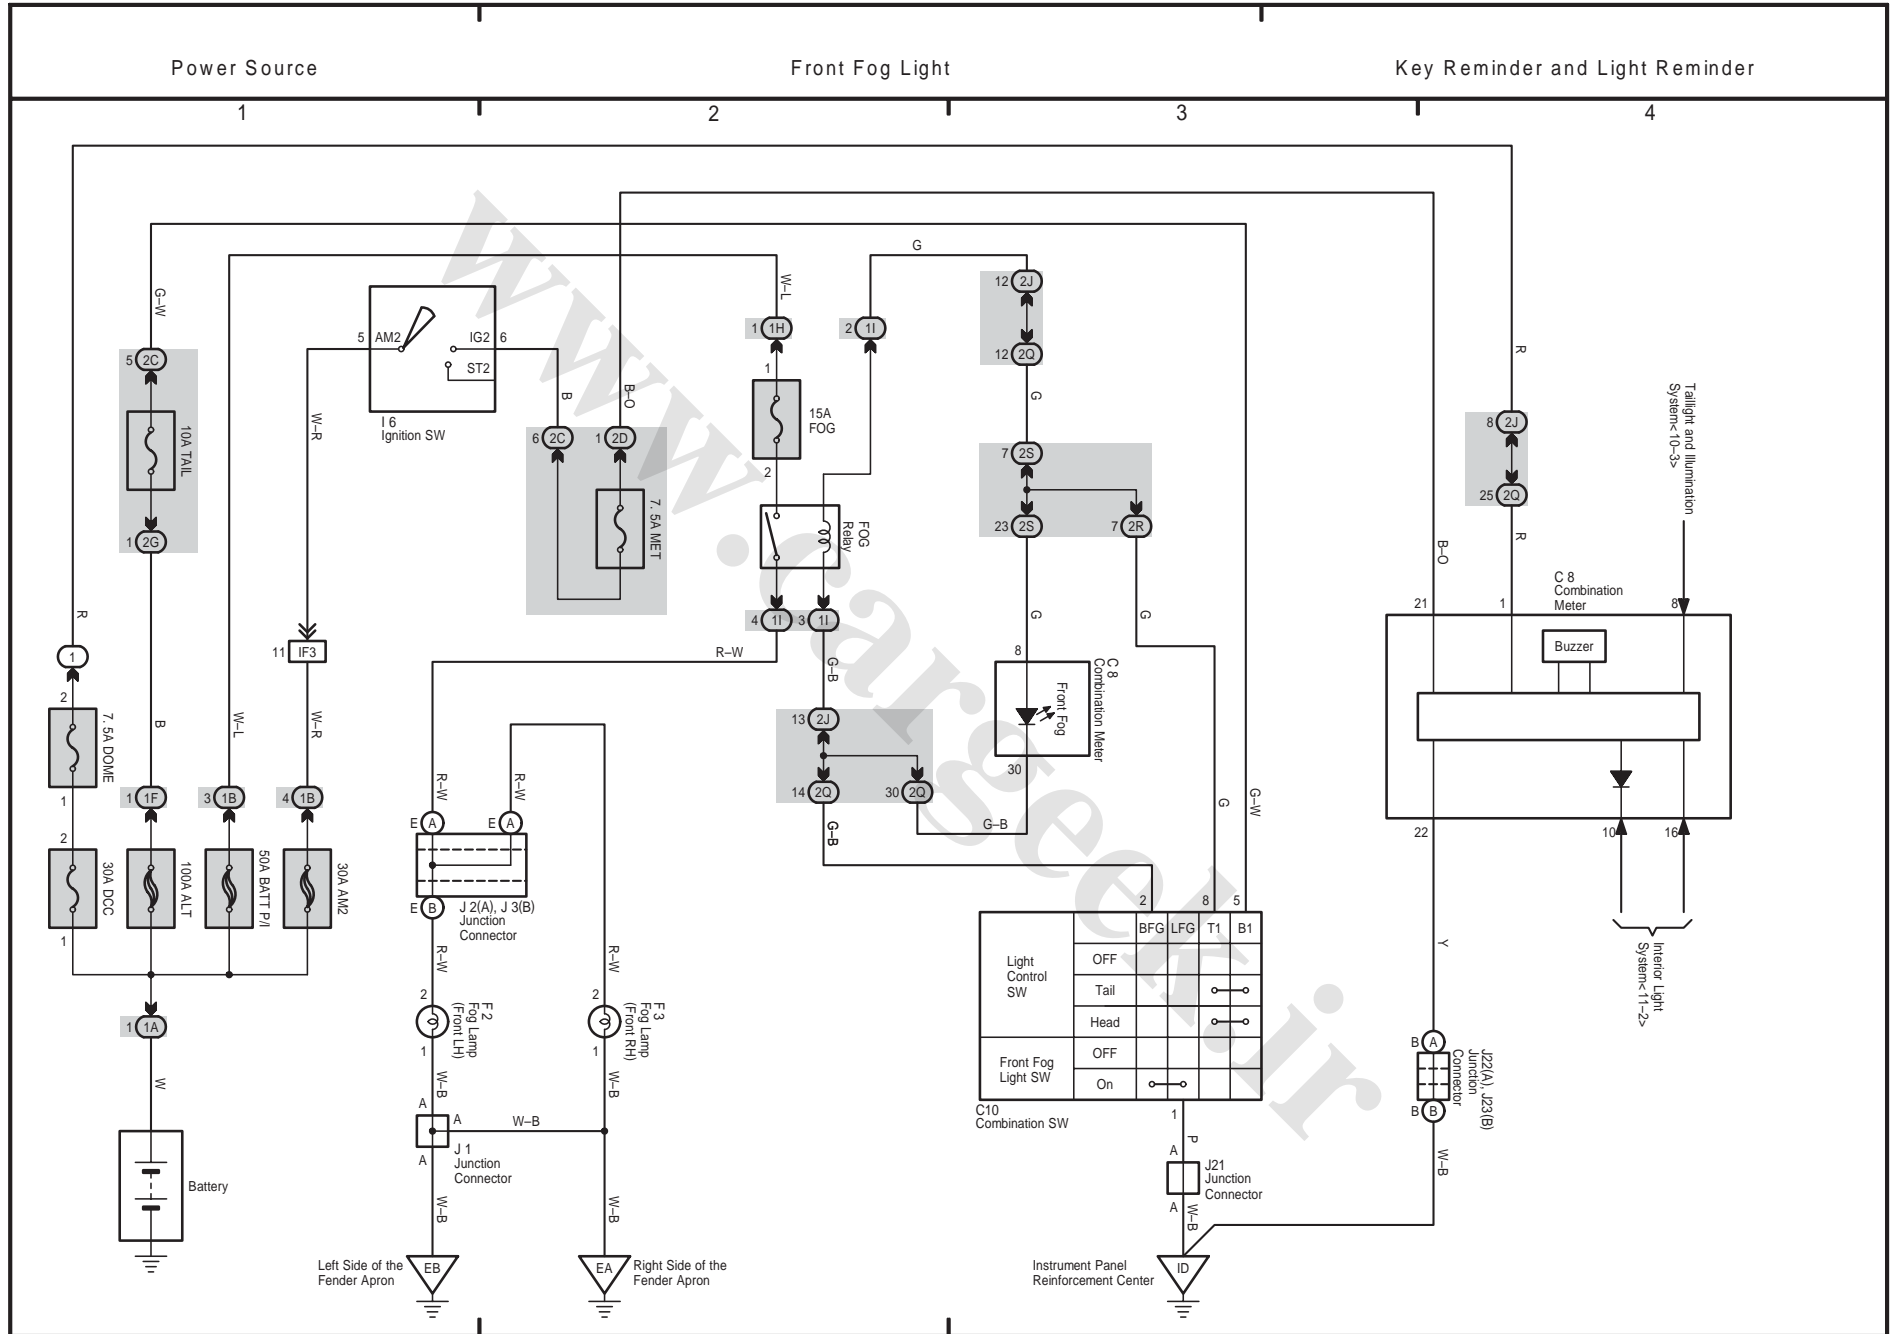 Power Source
Front Fog Light
Key Reminder and Light Reminder
1
2
3
4
www.cargeek.ir
G–W
5 2C
10A TAIL
1 2G
B
1 1F
100A ALT
R
1
2
7. 5A DOME
1
2
30A DCC
1
W–L
3 1B
50A BATT P/I
W–R
11 IF3
W–R
4 1B
30A AM2
1 1A
W
Battery
5 AM2
IG2 6
ST2
I 6
Ignition SW
B
B–O
6 2C
1 2D
7. 5A MET
W–L
1 1H
1
15A
FOG
2
FOG
Relay
2 1I
G
4 1I
3 1I
R–W
G–B
13 2J
14 2Q
30 2Q
G–B
G–B
12 2J
12 2Q
G
7 2S
23 2S
7 2R
G
G
8
Front Fog
C 8
Combination Meter
30
G
G–W
R–W
R–W
E A
E A
E B
J 2(A), J 3(B)
Junction
Connector
R–W
R–W
2
F 2
Fog Lamp
(Front LH)
1
2
F 3
Fog Lamp
(Front RH)
1
W–B
W–B
A
A
W–B
A
J 1
Junction
Connector
W–B
W–B
Left Side of the
Fender Apron
EB
EA
Right Side of the
Fender Apron
2
8
5
BFG LFG T1 B1
Light
Control
SW
OFF
Tail
Head
Front Fog
Light SW
OFF
On
C10
Combination SW
1
P
A
J21
Junction
Connector
A
W–B
Instrument Panel
Reinforcement Center
ID
R
8 2J
25 2Q
R
B–O
Taillight and Illumination
System<10–3>
C 8
Combination
Meter
21
1
8
Buzzer
22
10
16
Interior Light
System<11–2>
Y
B A
B B
J22(A), J23(B)
Junction
Connector
W–B